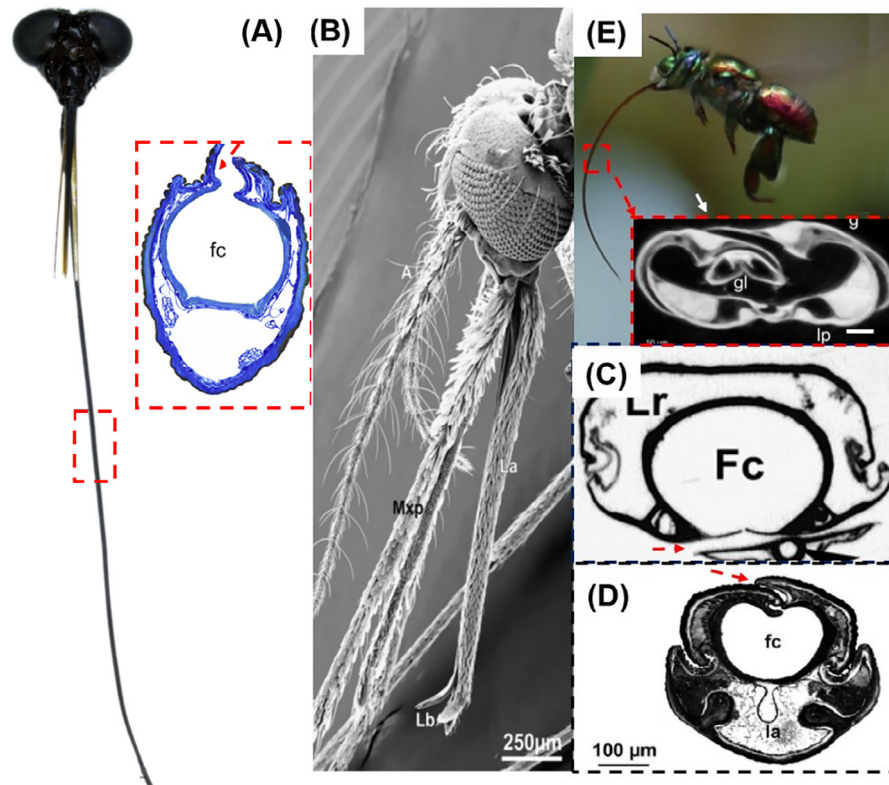 (A)
fc
(B)
A
La
Mxp
Lb
250µm
(E)
g
gl
lp
50 µm
(C)
Lr
Fc
(D)
fc
la
100 µm